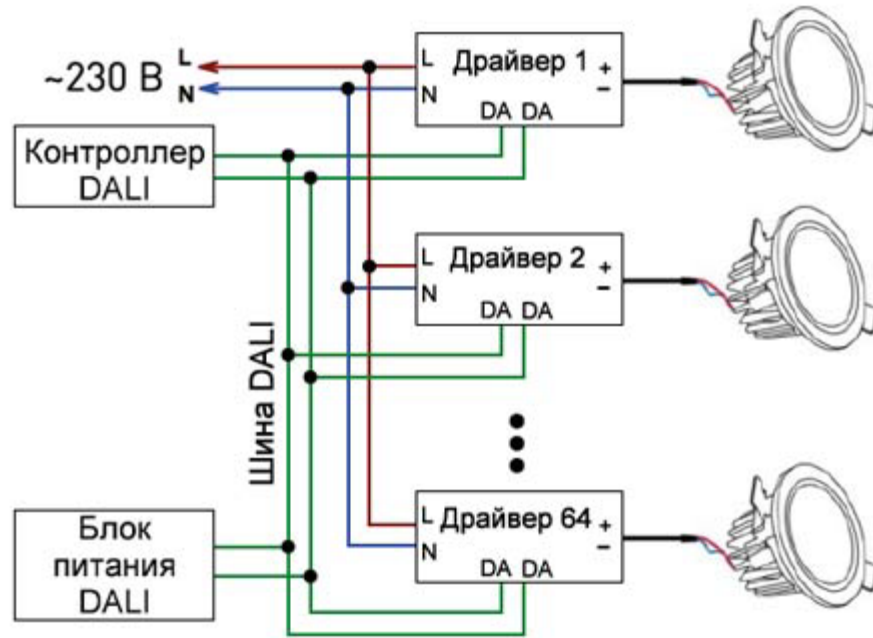 ~230 В
L
N
Контроллер
DALI
L
N
Драйвер 1
+
−
DA DA
L
N
Драйвер 2
+
−
DA DA
Шина DALI
L
N
Драйвер 64
+
−
DA DA
Блок
питания
DALI